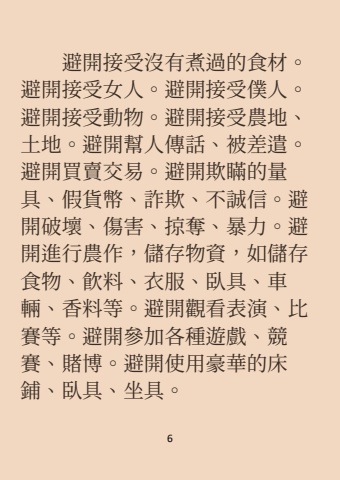 避開接受沒有煮過的食材。
避開接受女人。避開接受僕人。
避開接受動物。避開接受農地、
土地。避開幫人傳話、被差遣。
避開買賣交易。避開欺瞞的量
具、假貨幣、詐欺、不誠信。避
開破壞、傷害、掠奪、暴力。避
開進行農作，儲存物資，如儲存
食物、飲料、衣服、臥具、車
輛、香料等。避開觀看表演、比
賽等。避開參加各種遊戲、競
賽、賭博。避開使用豪華的床
鋪、臥具、坐具。
6